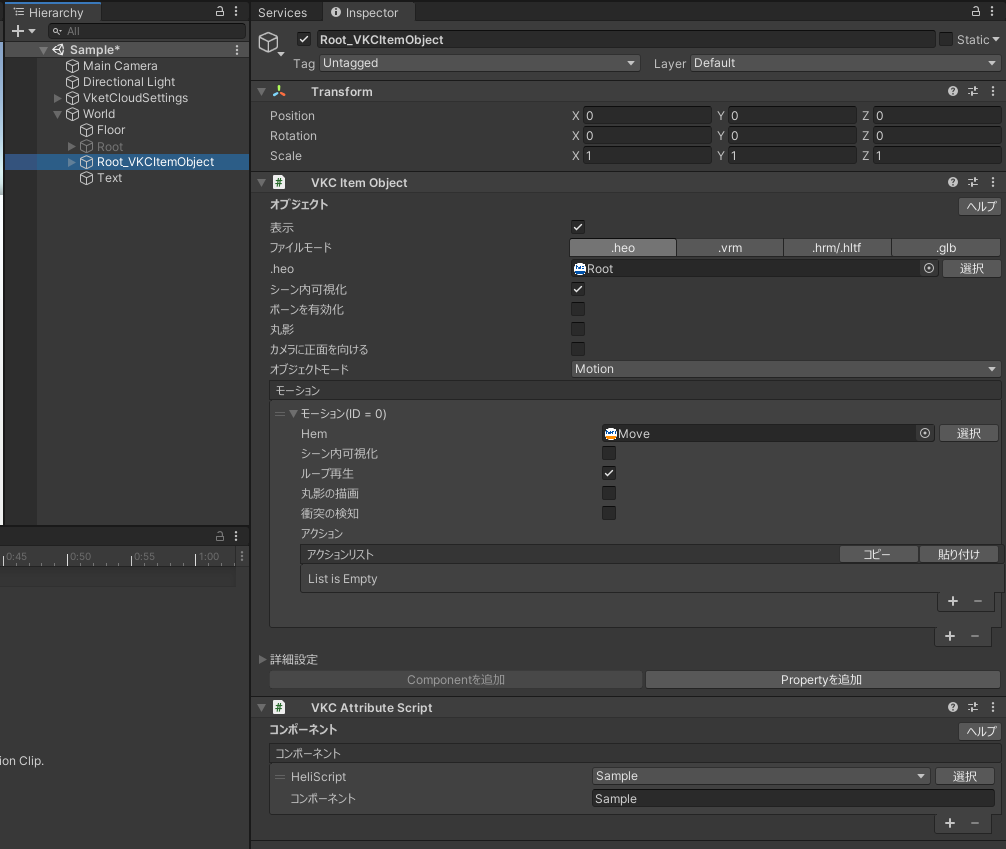 Hierarchy
All
Sample*
Main Camera
Directional Light
VketCloudSettings
World
Floor
Root
Root_VKCItemObject
Text
0:45
0:50
0:55
1:00
ion Clip.
Services
Inspector
Root_VKCItemObject
Static
Tag Untagged Layer Default
Transform
Position X 0 Y 0 Z 0
Rotation X 0 Y 0 Z 0
Scale X 1 Y 1 Z 1
# VKC Item Object
オブジェクト ヘルプ
表示
ファイルモード .heo .vrm .hrm/.hltf .glb
.heo Root 選択
シーン内可視化
ボーンを有効化
丸影
カメラに正面を向ける
オブジェクトモード Motion
モーション
モーション(ID = 0)
Hem Move 選択
シーン内可視化
ループ再生
丸影の描画
衝突の検知
アクション
アクションリスト コピー 貼り付け
List is Empty
+ −
+ −
詳細設定
Componentを追加 Propertyを追加
# VKC Attribute Script
コンポーネント ヘルプ
コンポーネント
HeliScript Sample 選択
コンポーネント Sample
+ −